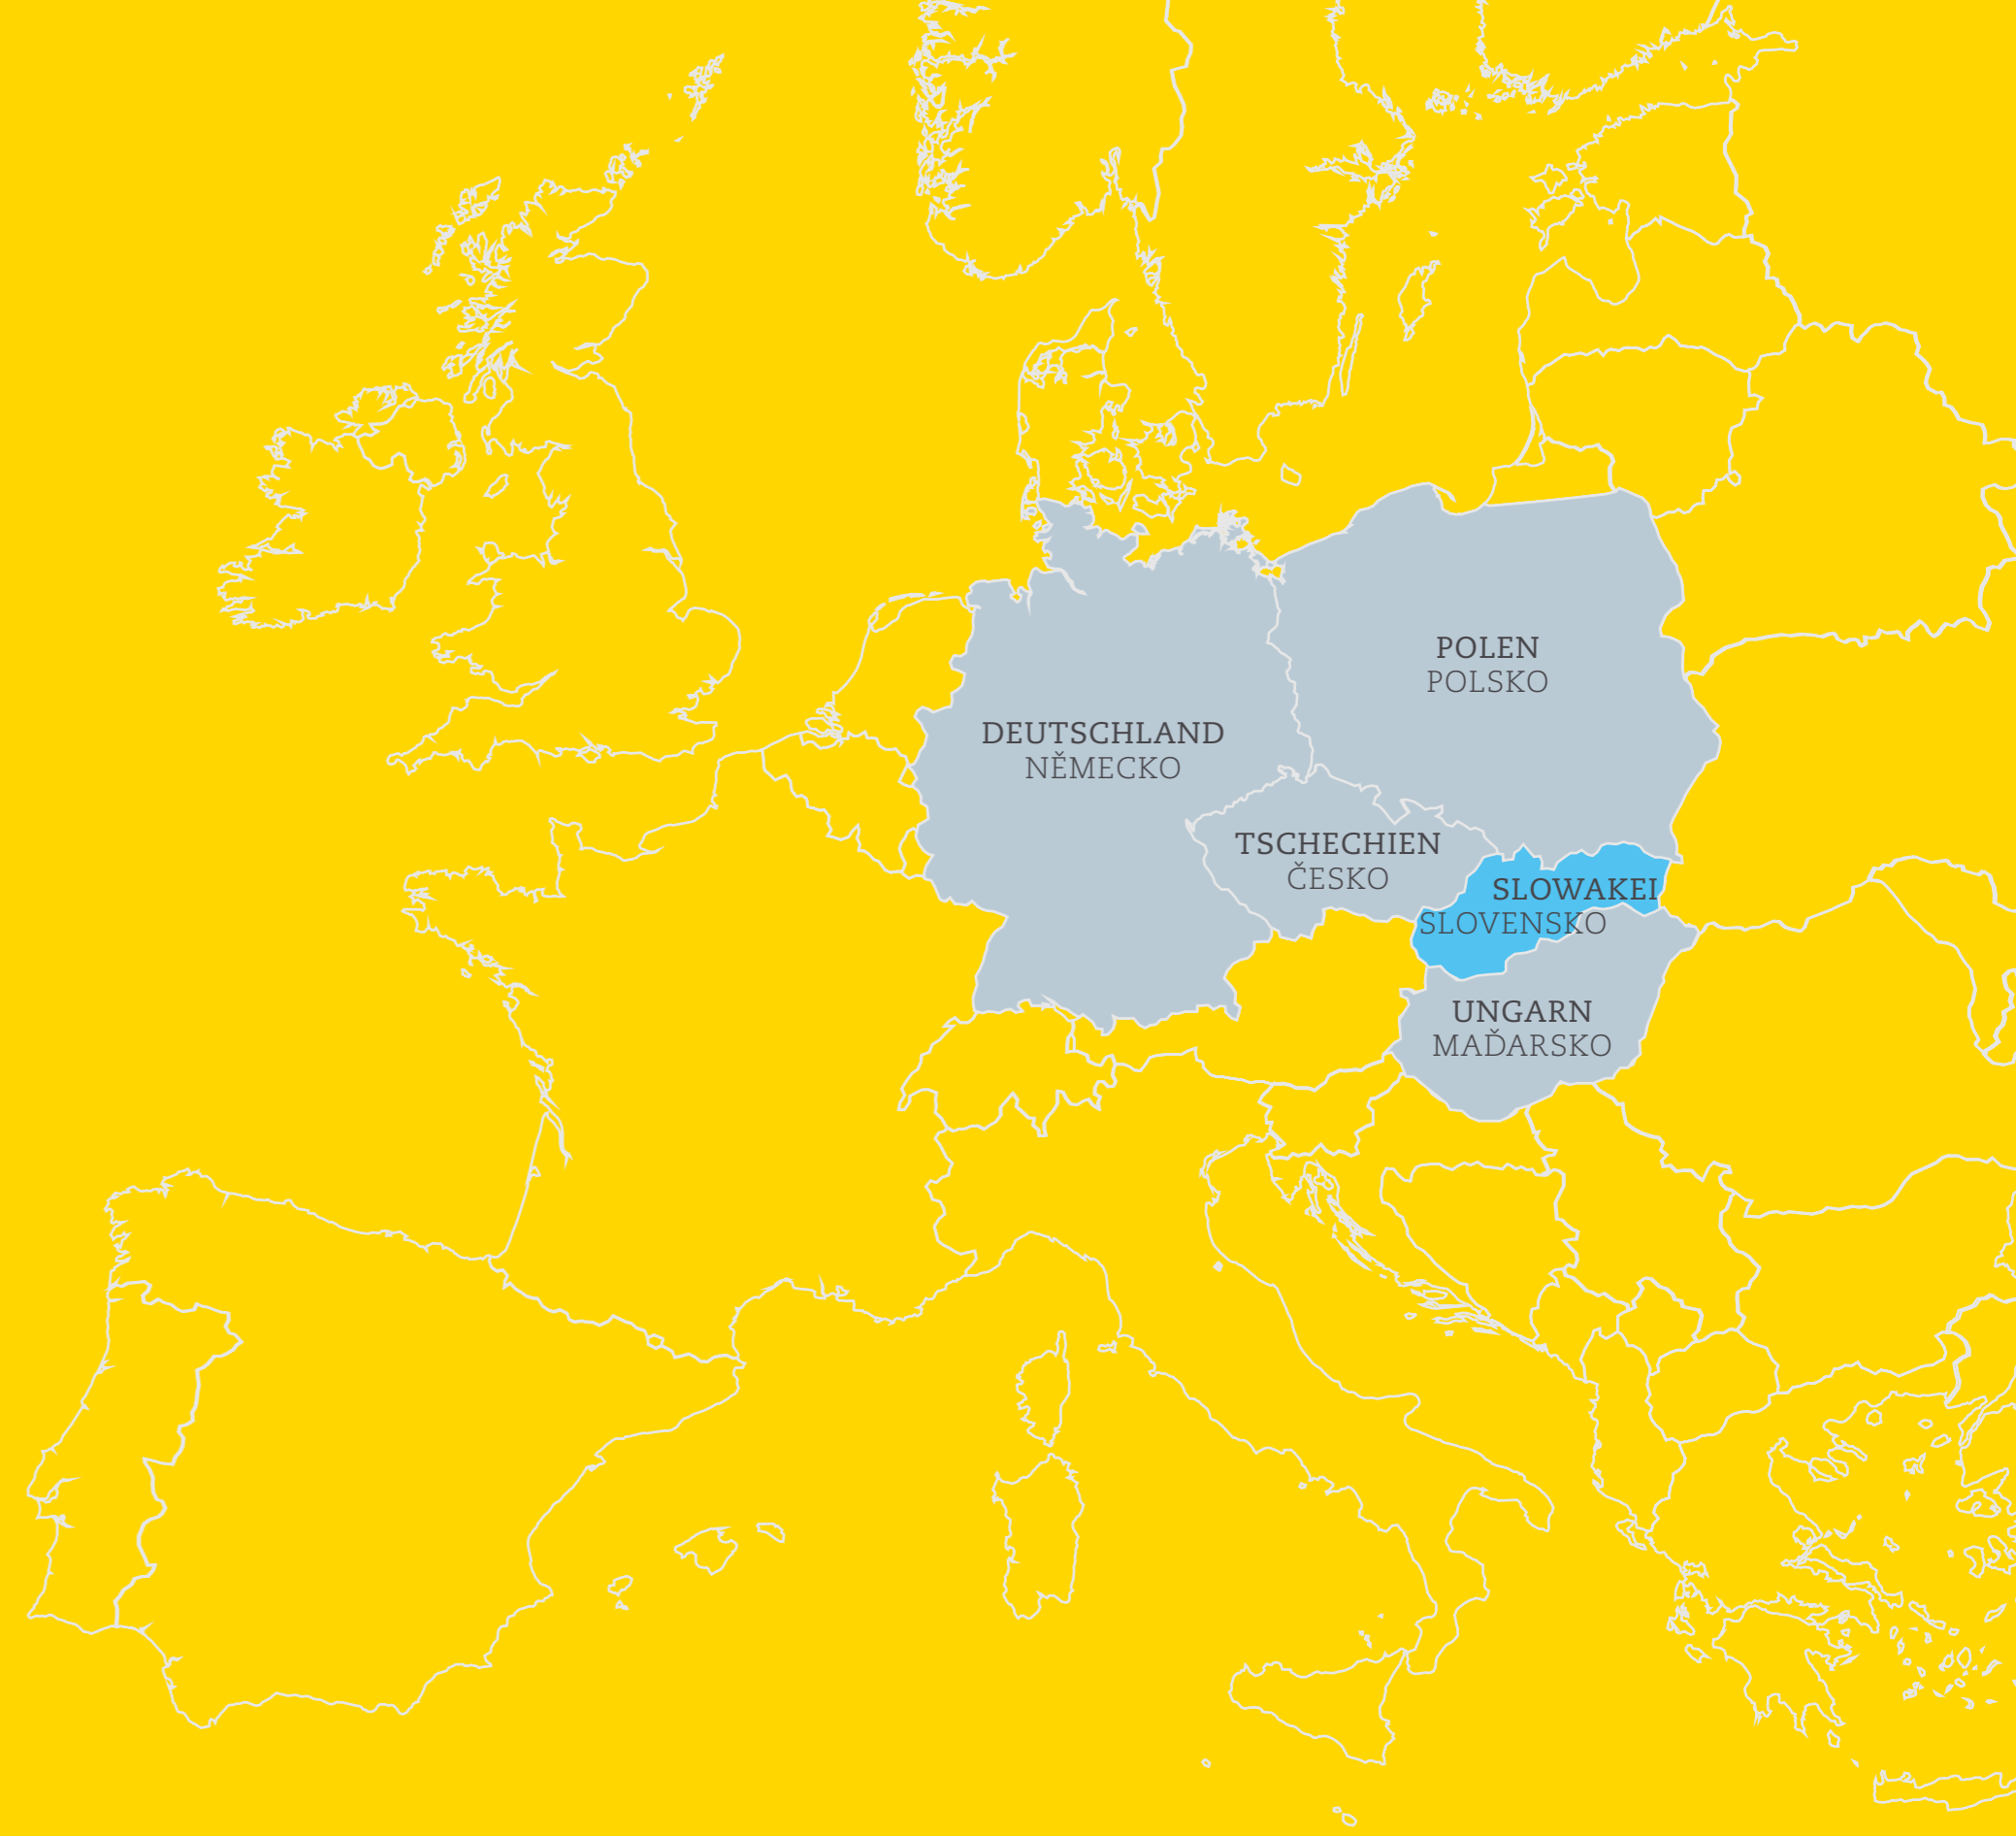 POLEN
POLSKO
DEUTSCHLAND
NĚMECKO
TSCHECHIEN
ČESKO
SLOWAKEI
SLOVENSKO
UNGARN
MAĎARSKO